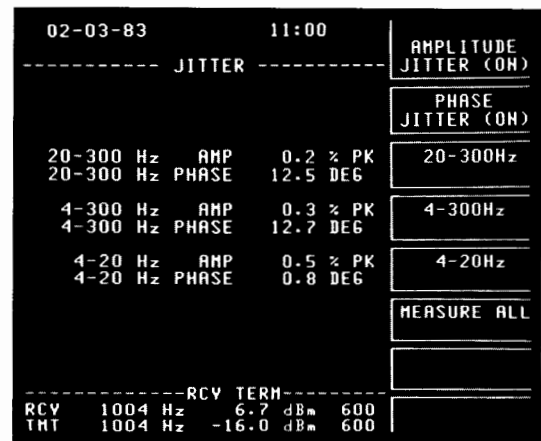 02-03-83 11:00
----------- JITTER -----------
20-300 Hz AMP 0.2 % PK
20-300 Hz PHASE 12.5 DEG
4-300 Hz AMP 0.3 % PK
4-300 Hz PHASE 12.7 DEG
4-20 Hz AMP 0.5 % PK
4-20 Hz PHASE 0.8 DEG
--------------RCV TERM-------------
RCV 1004 Hz 6.7 dBm 600
TMT 1004 Hz -16.0 dBm 600
AMPLITUDE
JITTER (ON)
PHASE
JITTER (ON)
20-300Hz
4-300Hz
4-20Hz
MEASURE ALL